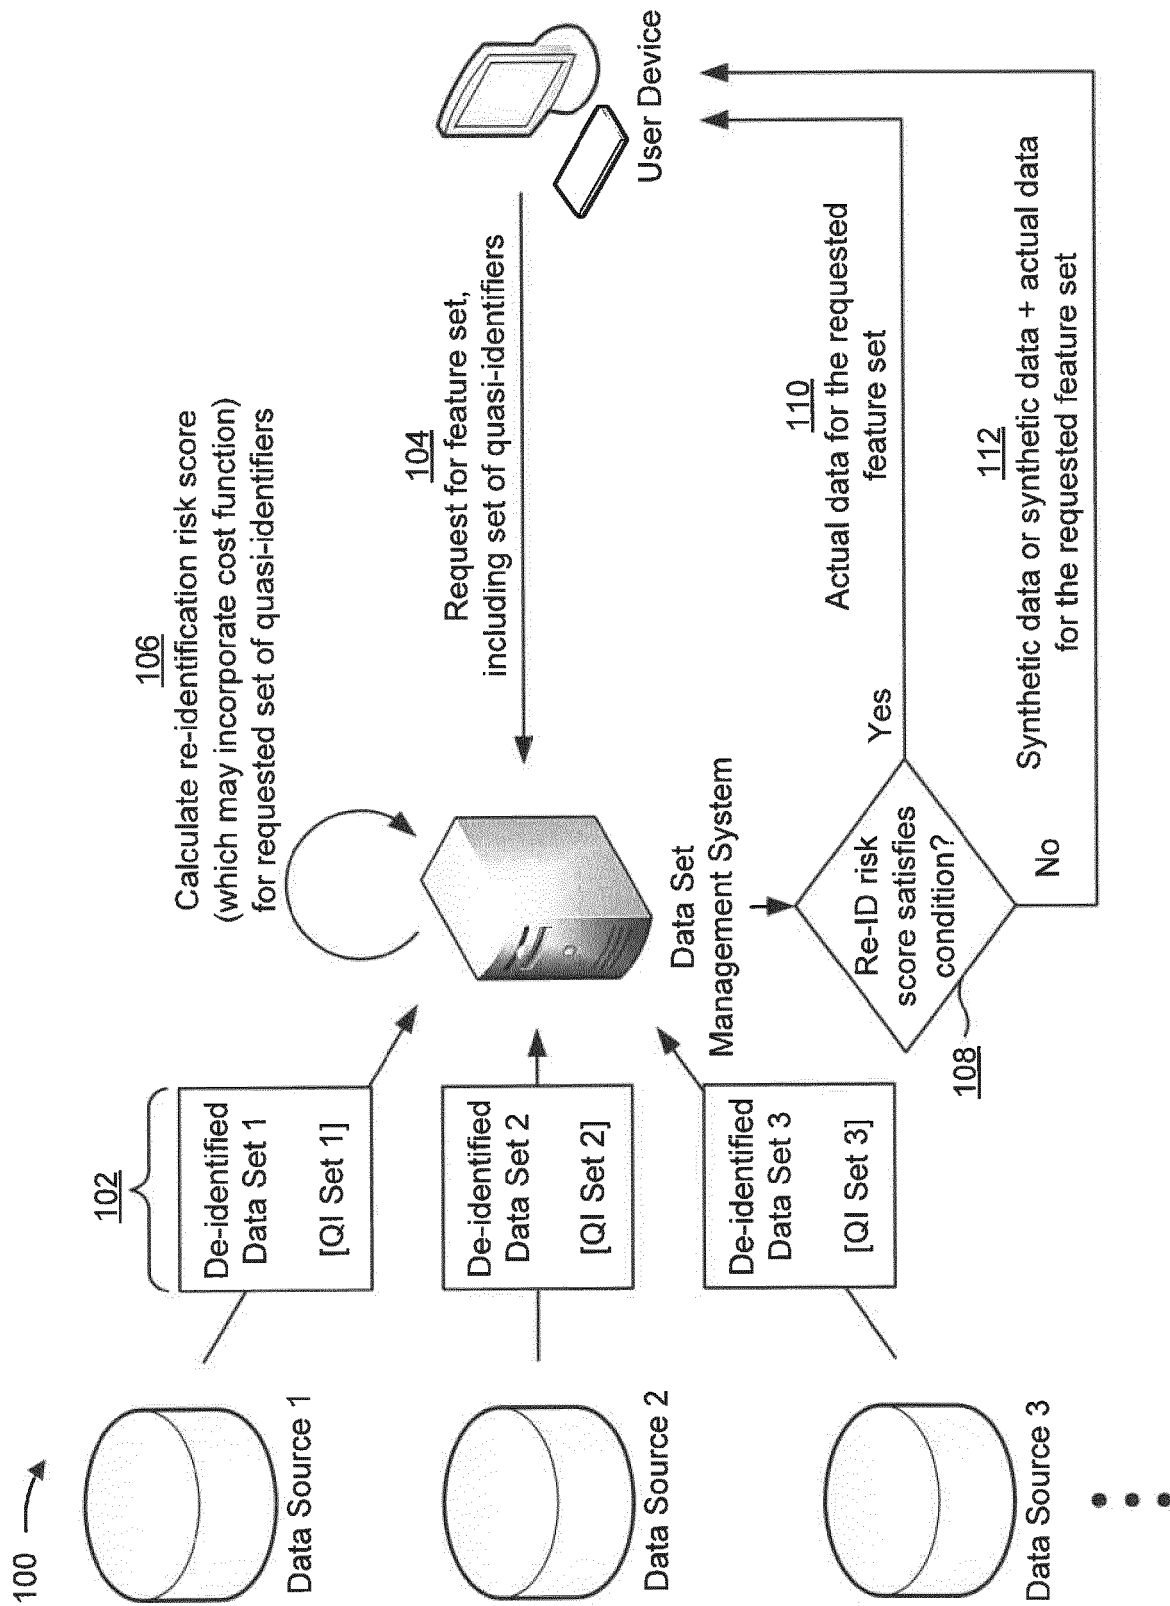 100
102
De-identified
Data Set 1
[QI Set 1]
Data Source 1
De-identified
Data Set 2
[QI Set 2]
Data Source 2
De-identified
Data Set 3
[QI Set 3]
Data Source 3
106
Calculate re-identification risk score
(which may incorporate cost function)
for requested set of quasi-identifiers
Data Set
Management System
104
Request for feature set,
including set of quasi-identifiers
User Device
108
Re-ID risk
score satisfies
condition?
Yes
110
Actual data for the requested
feature set
No
112
Synthetic data or synthetic data + actual data
for the requested feature set